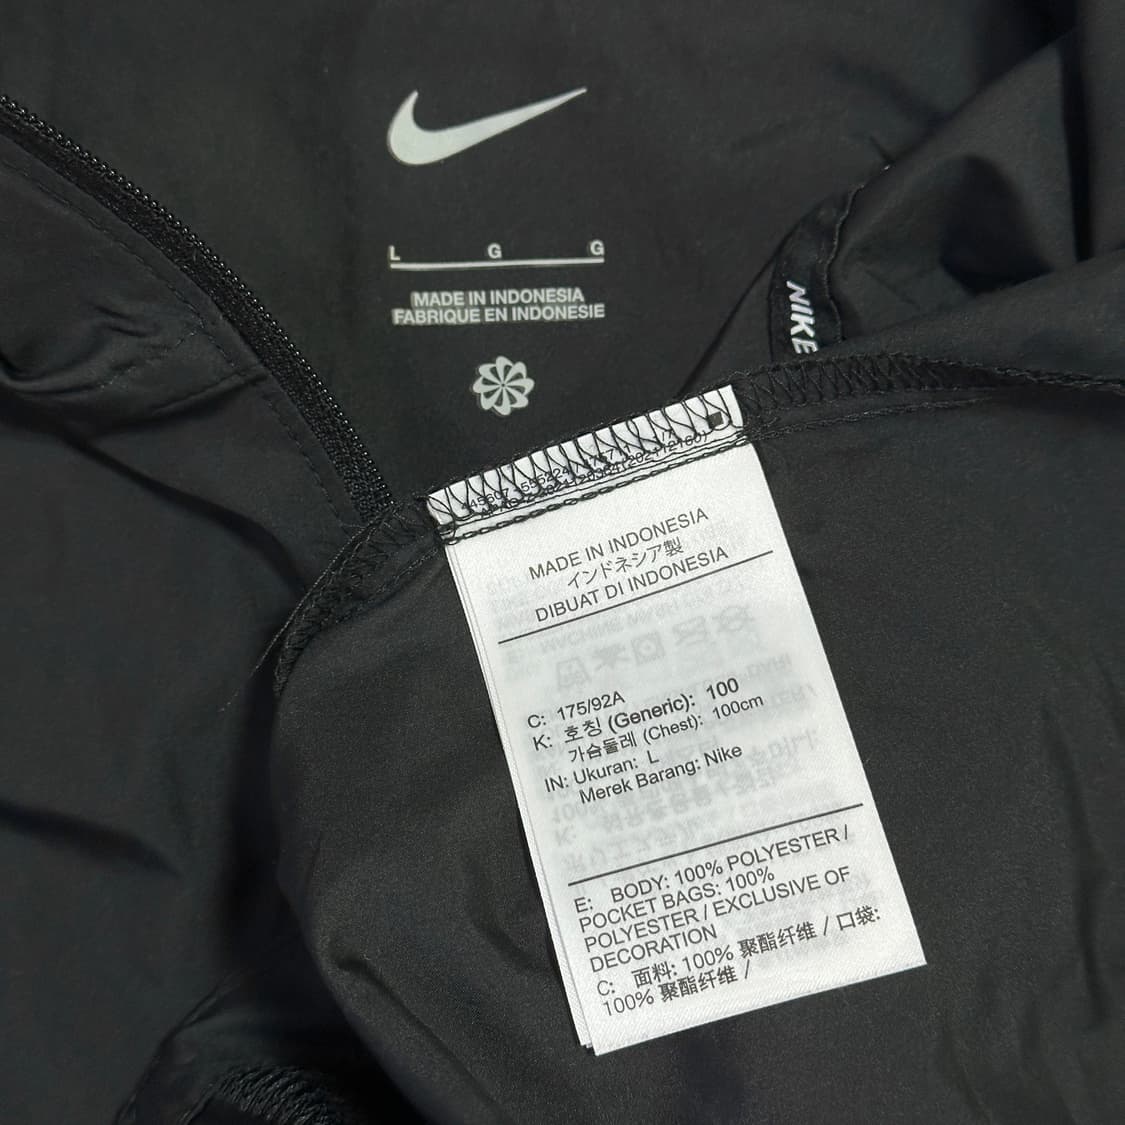 L G G
MADE IN INDONESIA
FABRIQUE EN INDONESIE
NIKE
MADE IN INDONESIA
インドネシア製
DIBUAT DI INDONESIA
C: 175/92A
K: 호칭 (Generic): 100
가슴둘레 (Chest): 100cm
IN: Ukuran: L
Merek Barang: Nike
E: BODY: 100% POLYESTER /
POCKET BAGS: 100%
POLYESTER / EXCLUSIVE OF
DECORATION
C: 面料: 100% 聚酯纤维 / 口袋:
100% 聚酯纤维 /